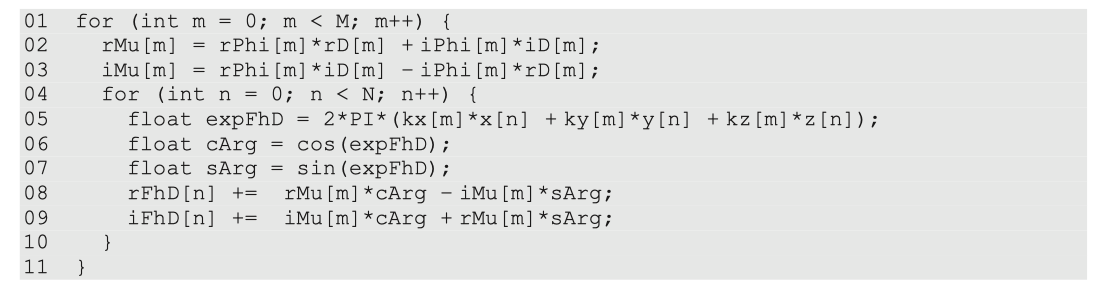 01 for (int m = 0; m < M; m++) {
02   rMu[m] = rPhi[m]*rD[m] + iPhi[m]*iD[m];
03   iMu[m] = rPhi[m]*iD[m] - iPhi[m]*rD[m];
04   for (int n = 0; n < N; n++) {
05     float expFhD = 2*PI*(kx[m]*x[n] + ky[m]*y[n] + kz[m]*z[n]);
06     float cArg = cos(expFhD);
07     float sArg = sin(expFhD);
08     rFhD[n] +=  rMu[m]*cArg - iMu[m]*sArg;
09     iFhD[n] +=  iMu[m]*cArg + rMu[m]*sArg;
10   }
11 }